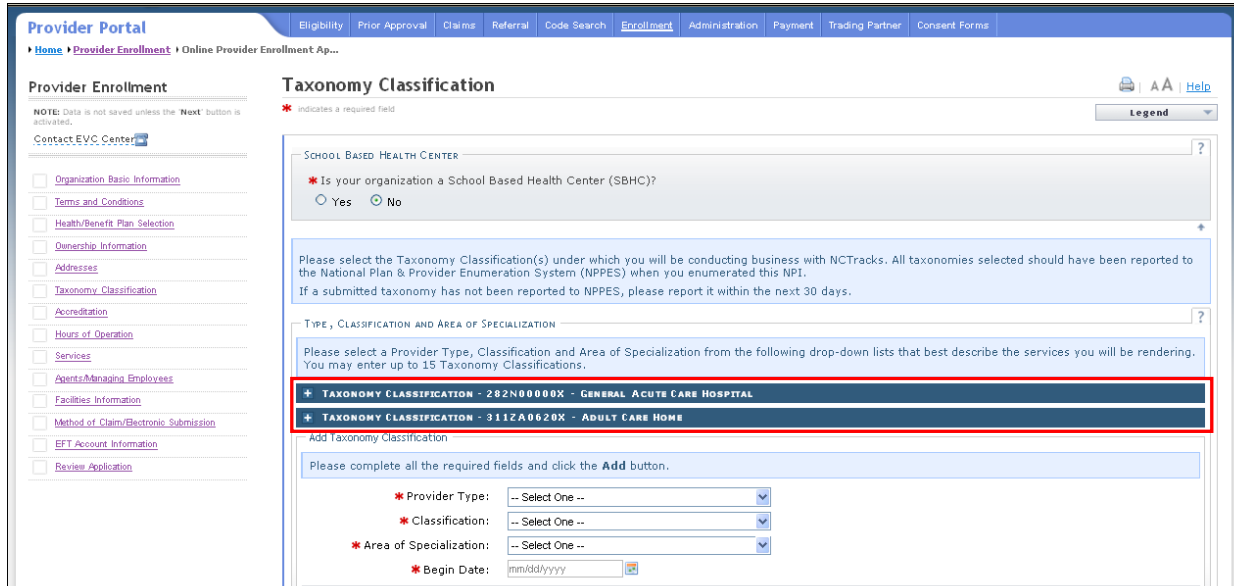 Provider Portal
Eligibility Prior Approval Claims Referral Code Search Enrollment Administration Payment Trading Partner Consent Forms
Home Provider Enrollment Online Provider Enrollment Ap...
Provider Enrollment
NOTE: Data is not saved unless the 'Next' button is
activated.
Contact EVC Center
Organization Basic Information
Terms and Conditions
Health/Benefit Plan Selection
Ownership Information
Addresses
Taxonomy Classification
Accreditation
Hours of Operation
Services
Agents/Managing Employees
Facilities Information
Method of Claim/Electronic Submission
EFT Account Information
Review Application
Taxonomy Classification
AA | Help
* indicates a required field
Legend
SCHOOL BASED HEALTH CENTER
?
* Is your organization a School Based Health Center (SBHC)?
Yes No
Please select the Taxonomy Classification(s) under which you will be conducting business with NCTracks. All taxonomies selected should have been reported to
the National Plan & Provider Enumeration System (NPPES) when you enumerated this NPI.
If a submitted taxonomy has not been reported to NPPES, please report it within the next 30 days.
TYPE, CLASSIFICATION AND AREA OF SPECIALIZATION
?
Please select a Provider Type, Classification and Area of Specialization from the following drop-down lists that best describe the services you will be rendering.
You may enter up to 15 Taxonomy Classifications.
+ TAXONOMY CLASSIFICATION - 282N00000X - GENERAL ACUTE CARE HOSPITAL
+ TAXONOMY CLASSIFICATION - 311ZA0620X - ADULT CARE HOME
Add Taxonomy Classification
Please complete all the required fields and click the Add button.
* Provider Type: -- Select One --
* Classification: -- Select One --
* Area of Specialization: -- Select One --
* Begin Date: mm/dd/yyyy